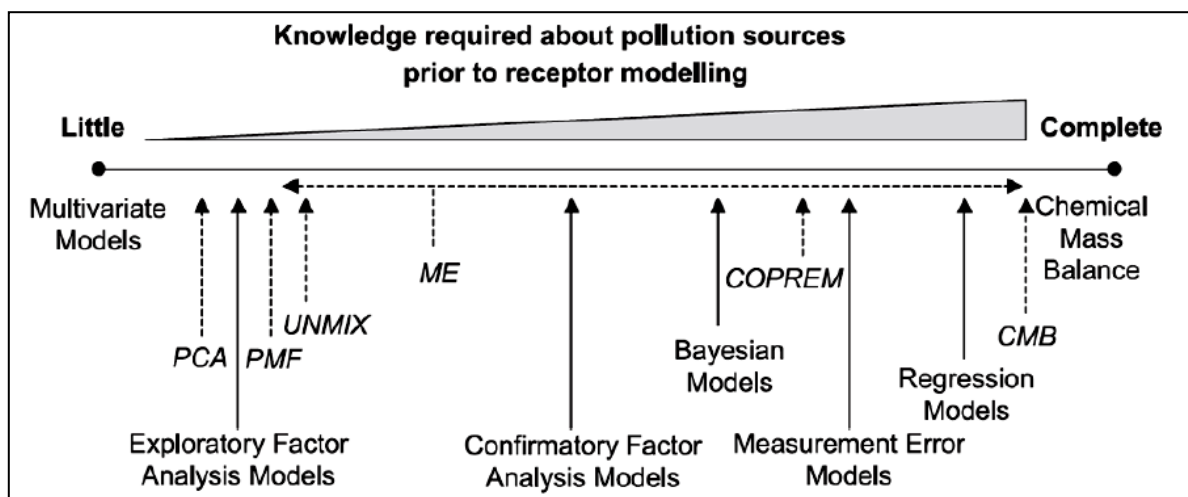 Knowledge required about pollution sources
prior to receptor modelling
Little
Complete
Multivariate
Models
Chemical
Mass
Balance
ME
COPREM
UNMIX
PCA
PMF
CMB
Bayesian
Models
Regression
Models
Exploratory Factor
Analysis Models
Confirmatory Factor
Analysis Models
Measurement Error
Models